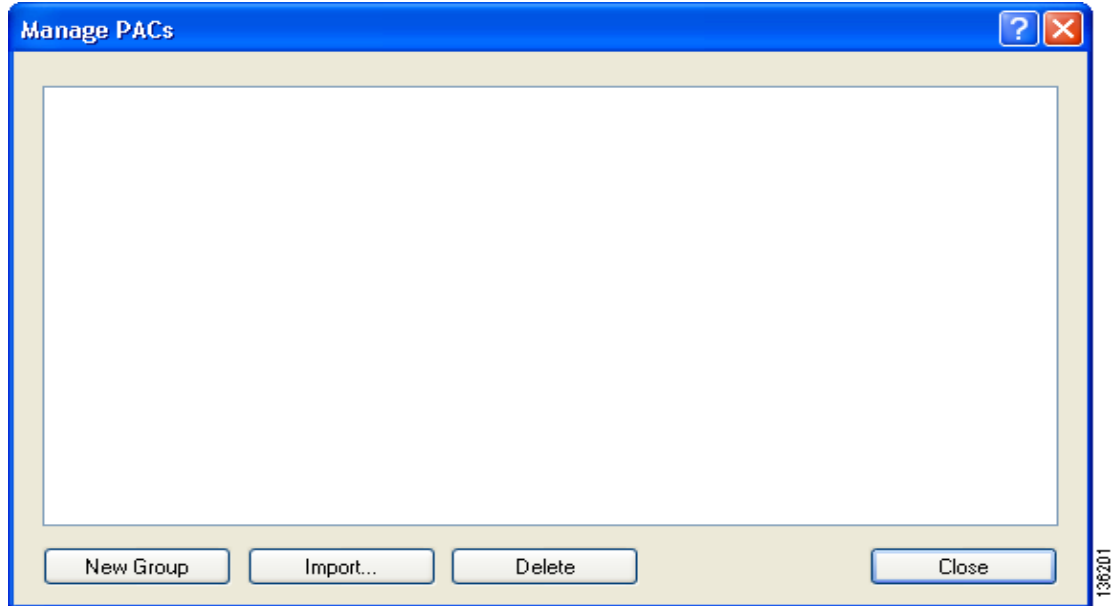 Manage PACs
?
New Group
Import...
Delete
Close
136201